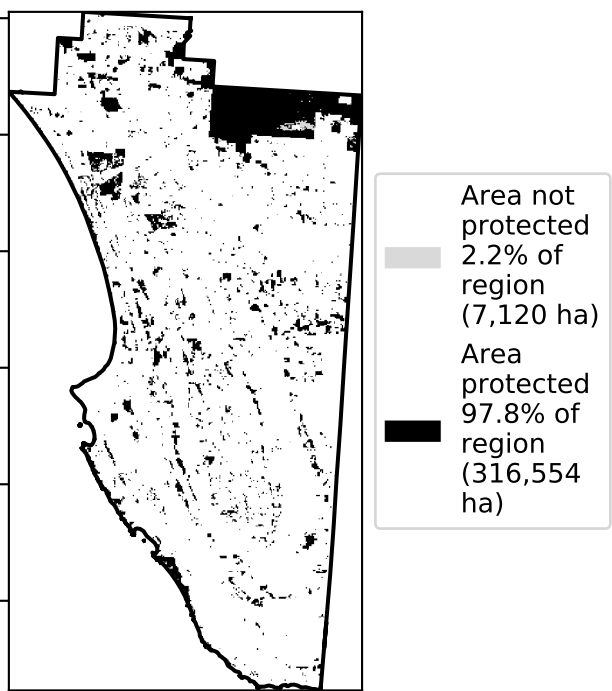 Area not
protected
2.2% of
region
(7,120 ha)
Area
protected
97.8% of
region
(316,554
ha)